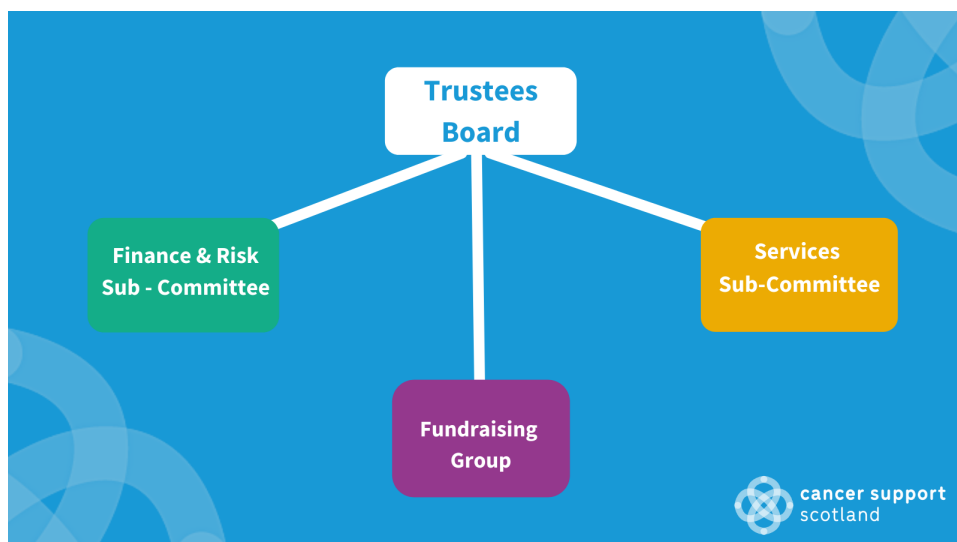 Trustees
Board
Finance & Risk
Sub - Committee
Services
Sub-Committee
Fundraising
Group
cancer support
scotland